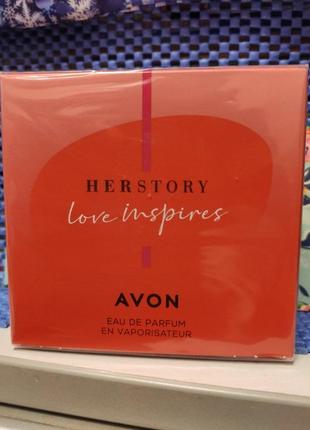 HERSTORY
love inspires
AVON
EAU DE PARFUM
EN VAPORISATEUR